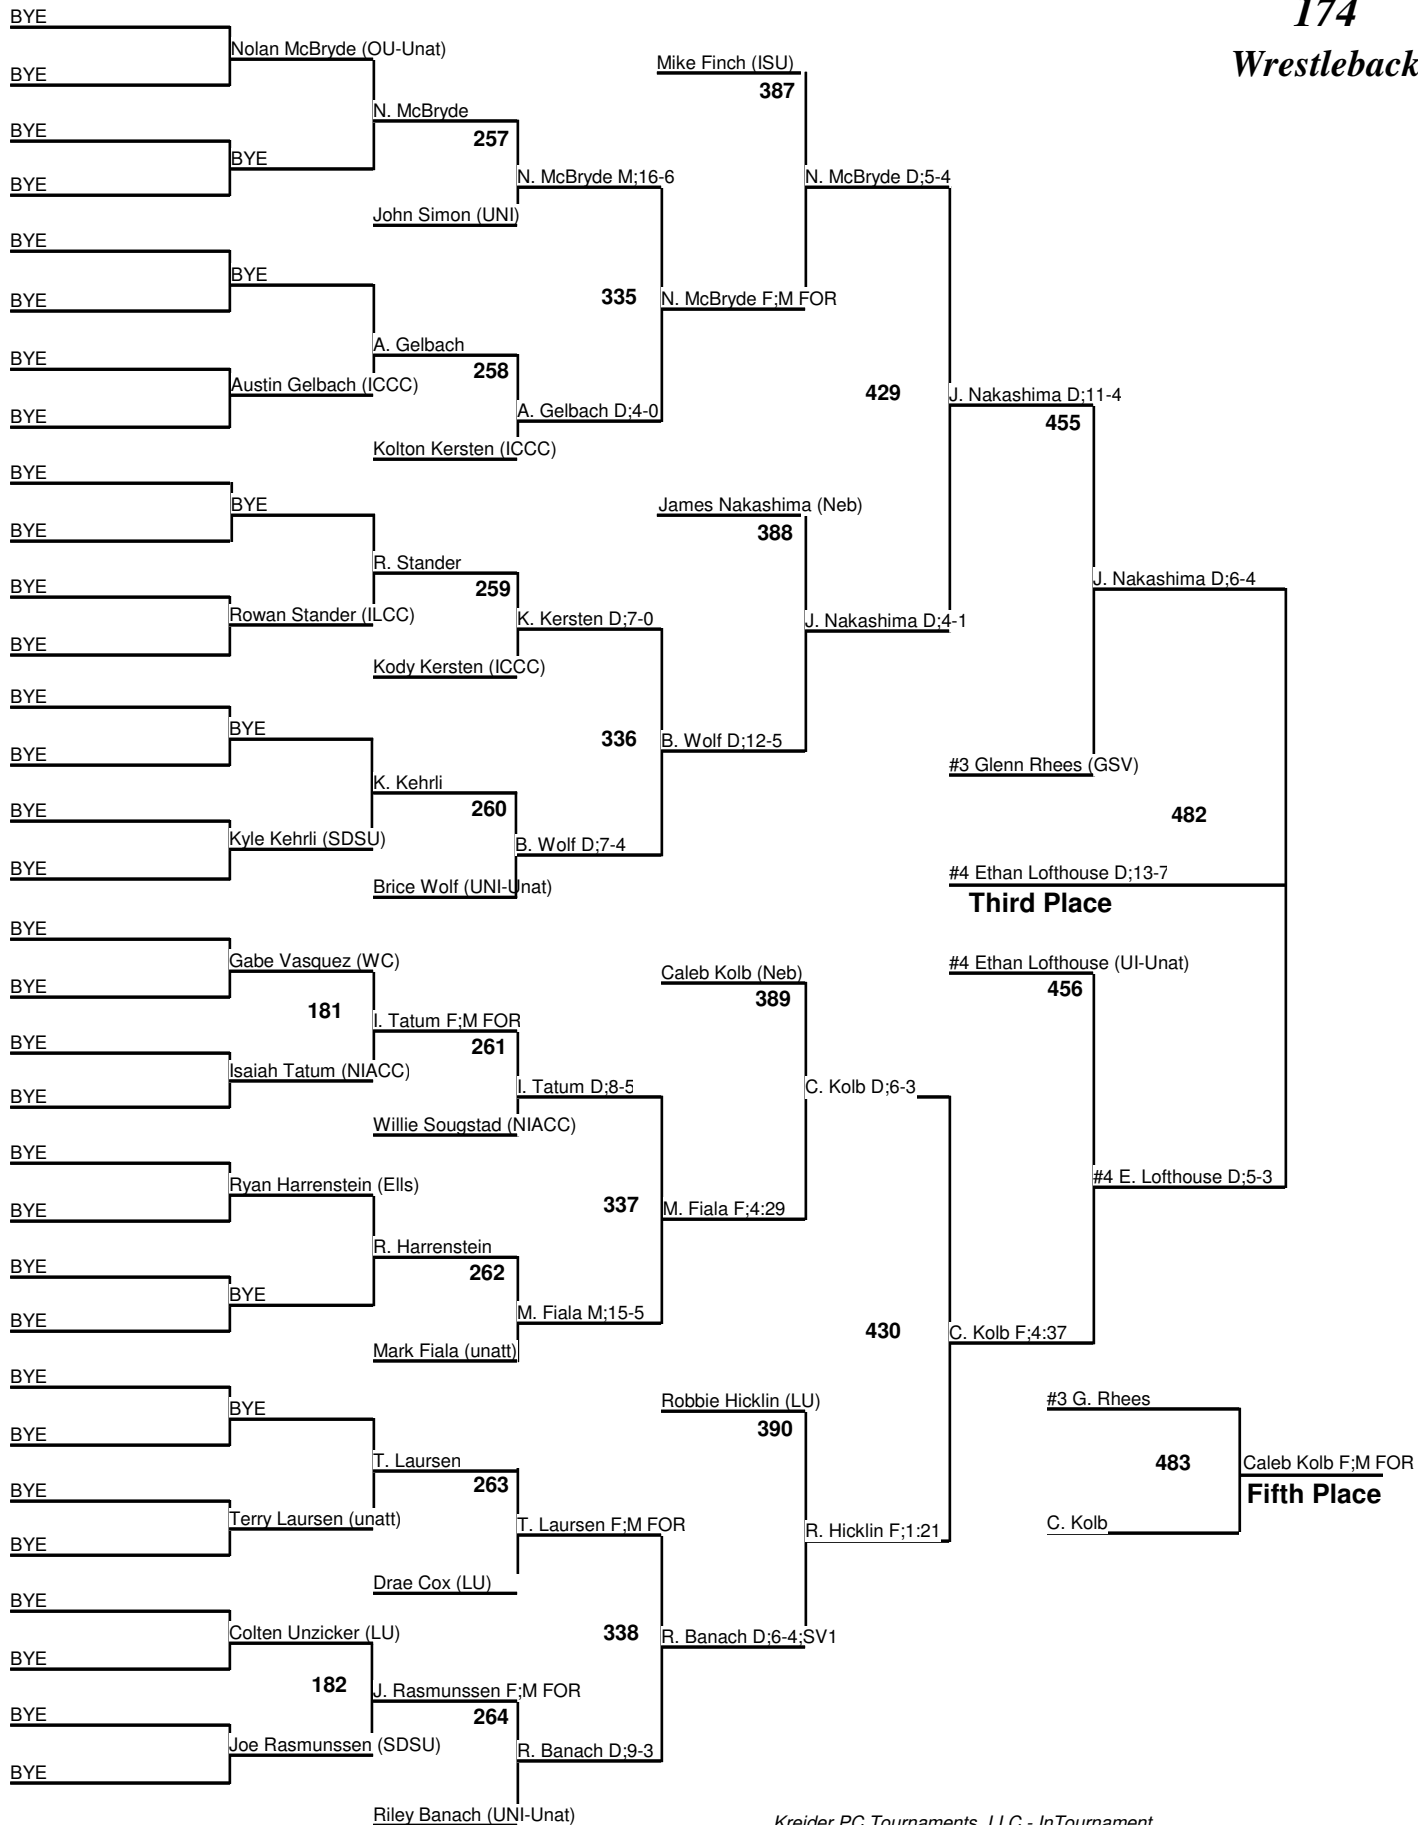 174
Wrestleback
BYE
Nolan McBryde (OU-Unat)
Mike Finch (ISU)
BYE
387
N. McBryde
BYE
257
BYE
N. McBryde M;16-6
N. McBryde D;5-4
BYE
John Simon (UNI)
BYE
BYE
BYE
335
N. McBryde F;M FOR
A. Gelbach
BYE
258
Austin Gelbach (ICCC)
429
J. Nakashima D;11-4
BYE
A. Gelbach D;4-0
455
Kolton Kersten (ICCC)
BYE
BYE
James Nakashima (Neb)
BYE
388
R. Stander
J. Nakashima D;6-4
BYE
259
Rowan Stander (ILCC)
K. Kersten D;7-0
J. Nakashima D;4-1
BYE
Kody Kersten (ICCC)
BYE
BYE
336
B. Wolf D;12-5
BYE
#3 Glenn Rhees (GSV)
K. Kehrli
BYE
260
482
Kyle Kehrli (SDSU)
B. Wolf D;7-4
BYE
#4 Ethan Lofthouse D;13-7
Brice Wolf (UNI-Unat)
Third Place
BYE
Gabe Vasquez (WC)
Caleb Kolb (Neb)
#4 Ethan Lofthouse (UI-Unat)
BYE
389
456
181
I. Tatum F;M FOR
BYE
261
Isaiah Tatum (NIACC)
I. Tatum D;8-5
C. Kolb D;6-3
BYE
Willie Sougstad (NIACC)
BYE
#4 E. Lofthouse D;5-3
Ryan Harrenstein (Ells)
BYE
337
M. Fiala F;4:29
R. Harrenstein
BYE
262
BYE
M. Fiala M;15-5
BYE
430
C. Kolb F;4:37
Mark Fiala (unatt)
BYE
BYE
Robbie Hicklin (LU)
#3 G. Rhees
BYE
390
T. Laursen
483
Caleb Kolb F;M FOR
BYE
263
Fifth Place
Terry Laursen (unatt)
T. Laursen F;M FOR
R. Hicklin F;1:21
C. Kolb
BYE
Drae Cox (LU)
BYE
Colten Unzicker (LU)
338
R. Banach D;6-4;SV1
BYE
182
J. Rasmunssen F;M FOR
BYE
264
Joe Rasmunssen (SDSU)
R. Banach D;9-3
BYE
Riley Banach (UNI-Unat)
Kreider PC Tournaments, LLC - InTournament